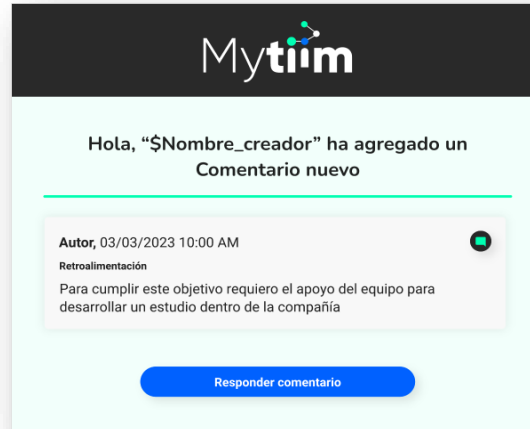 Mytiim
Hola, “$Nombre_creador” ha agregado un
Comentario nuevo
Autor, 03/03/2023 10:00 AM
Retroalimentación
Para cumplir este objetivo requiero el apoyo del equipo para
desarrollar un estudio dentro de la compañía
Responder comentario